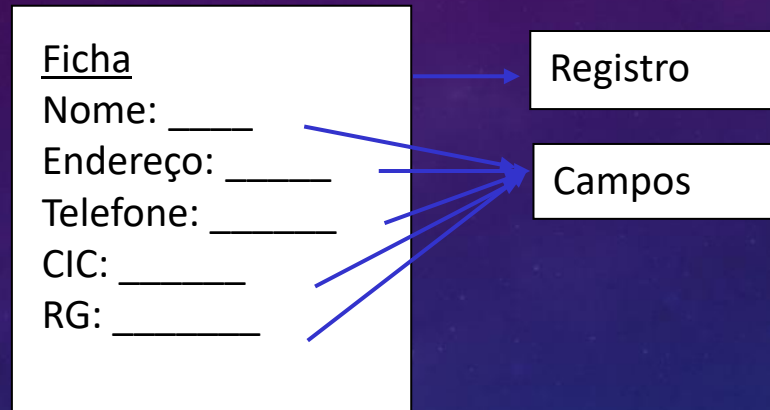 Ficha
Nome: ____
Endereço: _____
Telefone: ______
CIC: ______
RG: _______
Registro
Campos